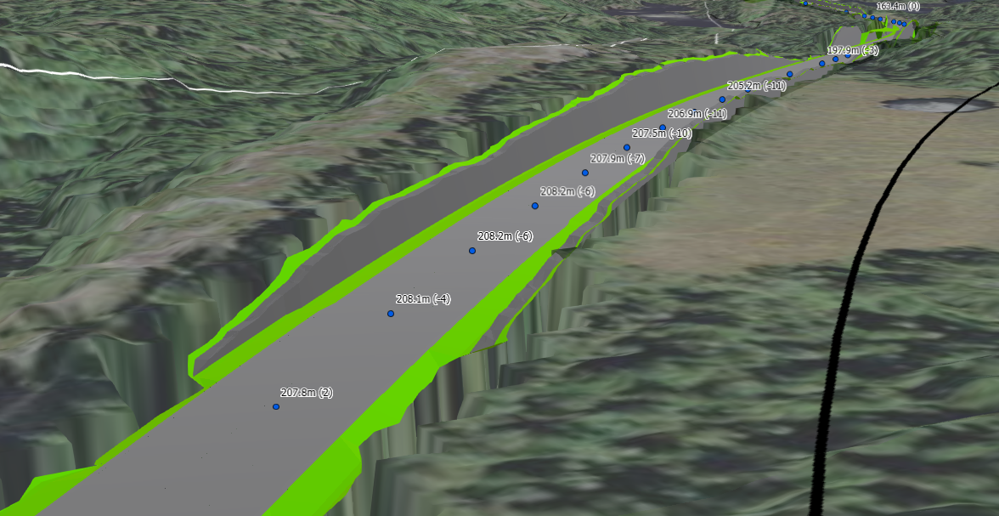 163.4m (0)
197.9m (-3)
205.2m (-11)
206.9m (-11)
207.5m (-10)
207.9m (-7)
208.2m (-6)
208.2m (-6)
208.1m (-4)
207.8m (2)